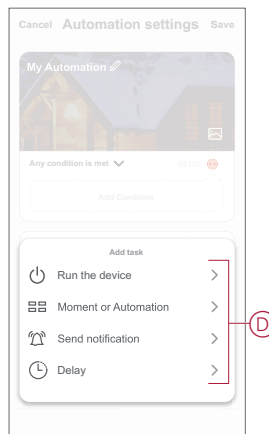 Cancel Automation settings Save
My Automation
Any condition is met
Add Condition
Add task
Run the device
Moment or Automation
Send notification
Delay
D